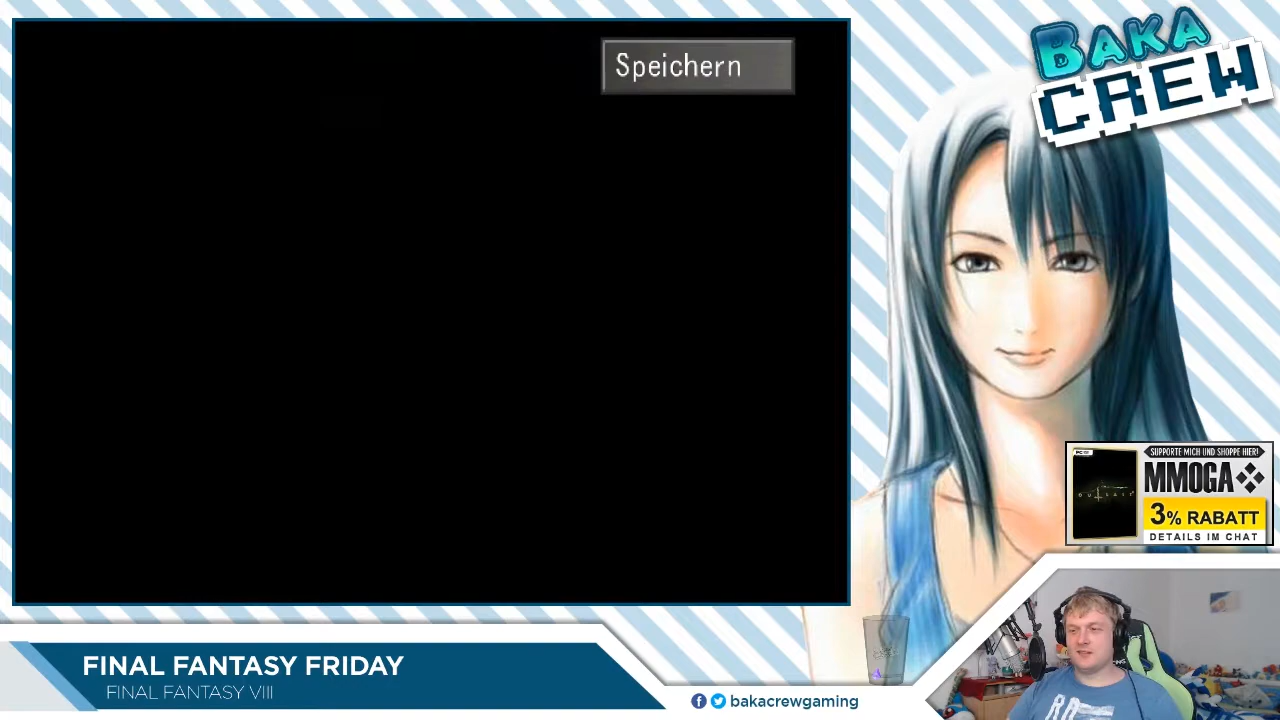 Speichern
BAKA
CREW
SUPPORTE MICH UND SHOPPE HIER!
MMOGA
3% RABATT
DETAILS IM CHAT
FINAL FANTASY FRIDAY
FINAL FANTASY VIII
bakacrewgaming